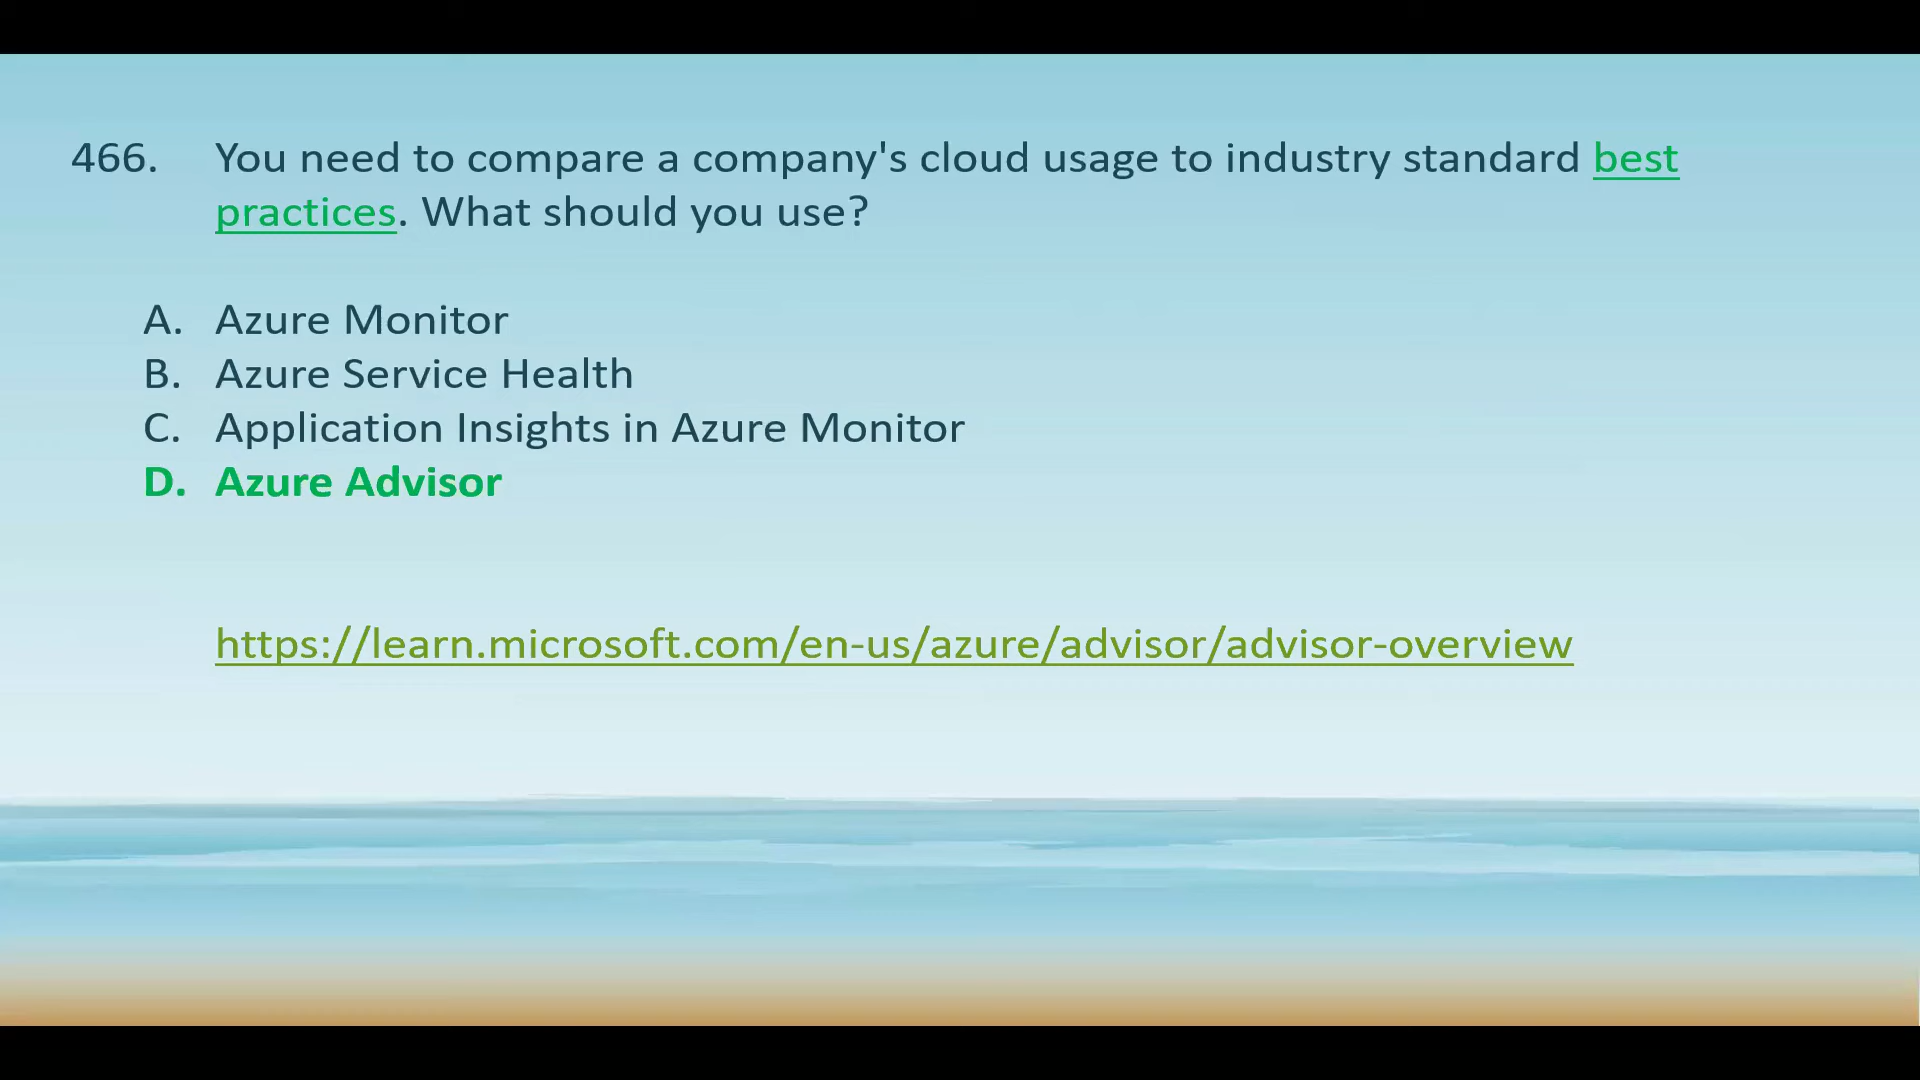 466. You need to compare a company's cloud usage to industry standard best
practices. What should you use?
A. Azure Monitor
B. Azure Service Health
C. Application Insights in Azure Monitor
D. Azure Advisor
https://learn.microsoft.com/en-us/azure/advisor/advisor-overview